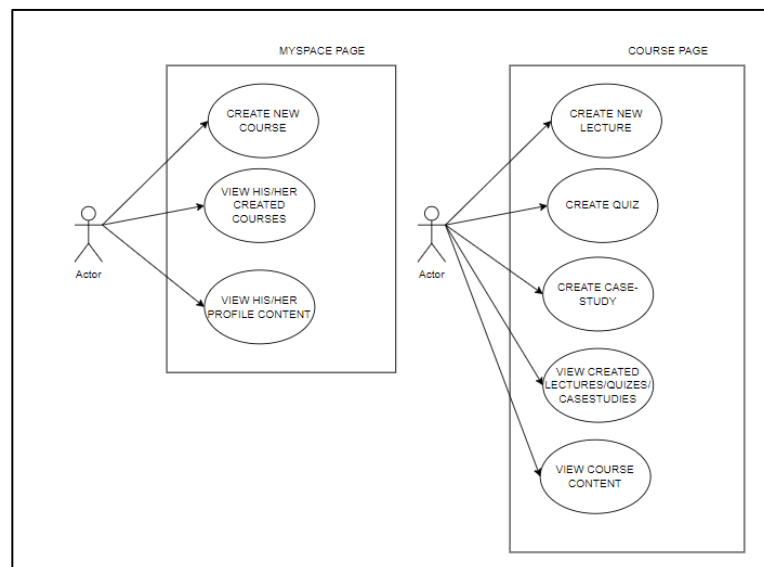 MYSPACE PAGE
CREATE NEW
COURSE
VIEW HIS/HER
CREATED
COURSES
VIEW HIS/HER
PROFILE CONTENT
Actor
COURSE PAGE
CREATE NEW
LECTURE
CREATE QUIZ
CREATE CASE-
STUDY
VIEW CREATED
LECTURES/QUIZES/
CASESTUDIES
VIEW COURSE
CONTENT
Actor